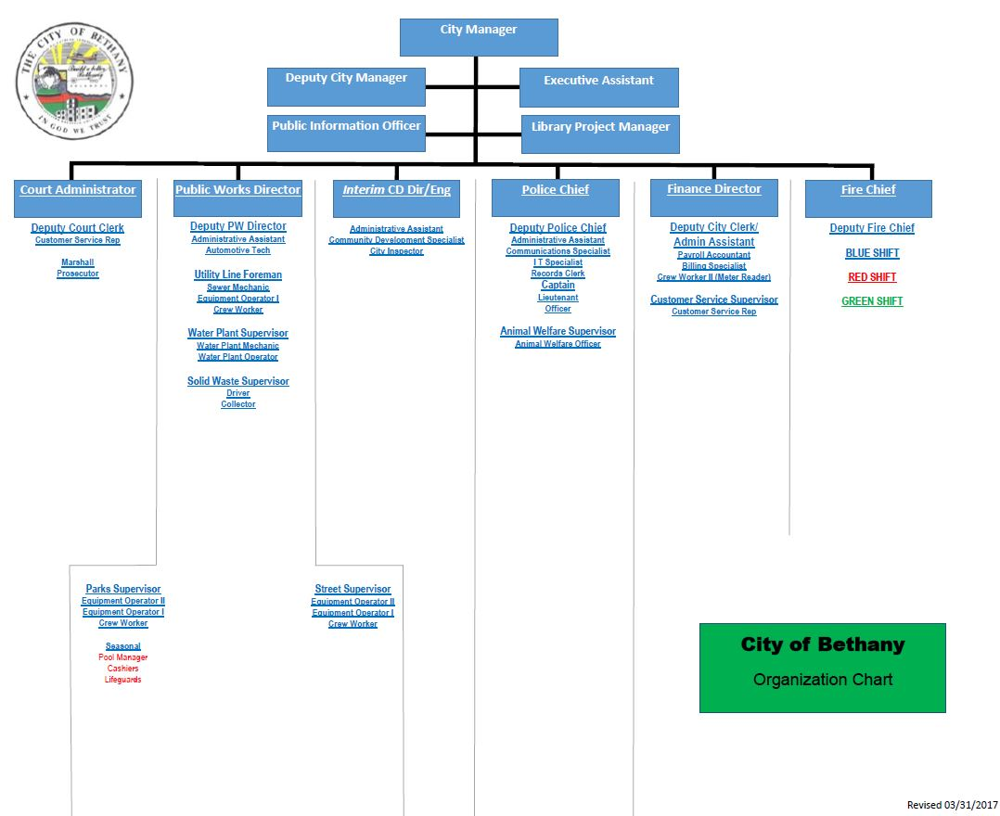 THE CITY OF BETHANY
IN GOD WE TRUST
City Manager
Deputy City Manager
Executive Assistant
Public Information Officer
Library Project Manager
Court Administrator
Deputy Court Clerk
Customer Service Rep
Marshall
Prosecutor
Public Works Director
Deputy PW Director
Administrative Assistant
Automotive Tech
Utility Line Foreman
Sewer Mechanic
Equipment Operator I
Crew Worker
Water Plant Supervisor
Water Plant Mechanic
Water Plant Operator
Solid Waste Supervisor
Driver
Collector
Parks Supervisor
Equipment Operator II
Equipment Operator I
Crew Worker
Seasonal
Pool Manager
Cashiers
Lifeguards
Street Supervisor
Equipment Operator II
Equipment Operator I
Crew Worker
Interim CD Dir/Eng
Administrative Assistant
Community Development Specialist
City Inspector
Police Chief
Deputy Police Chief
Administrative Assistant
Communications Specialist
I T Specialist
Records Clerk
Captain
Lieutenant
Officer
Animal Welfare Supervisor
Animal Welfare Officer
Finance Director
Deputy City Clerk/
Admin Assistant
Payroll Accountant
Billing Specialist
Crew Worker II (Meter Reader)
Customer Service Supervisor
Customer Service Rep
Fire Chief
Deputy Fire Chief
BLUE SHIFT
RED SHIFT
GREEN SHIFT
City of Bethany
Organization Chart
Revised 03/31/2017